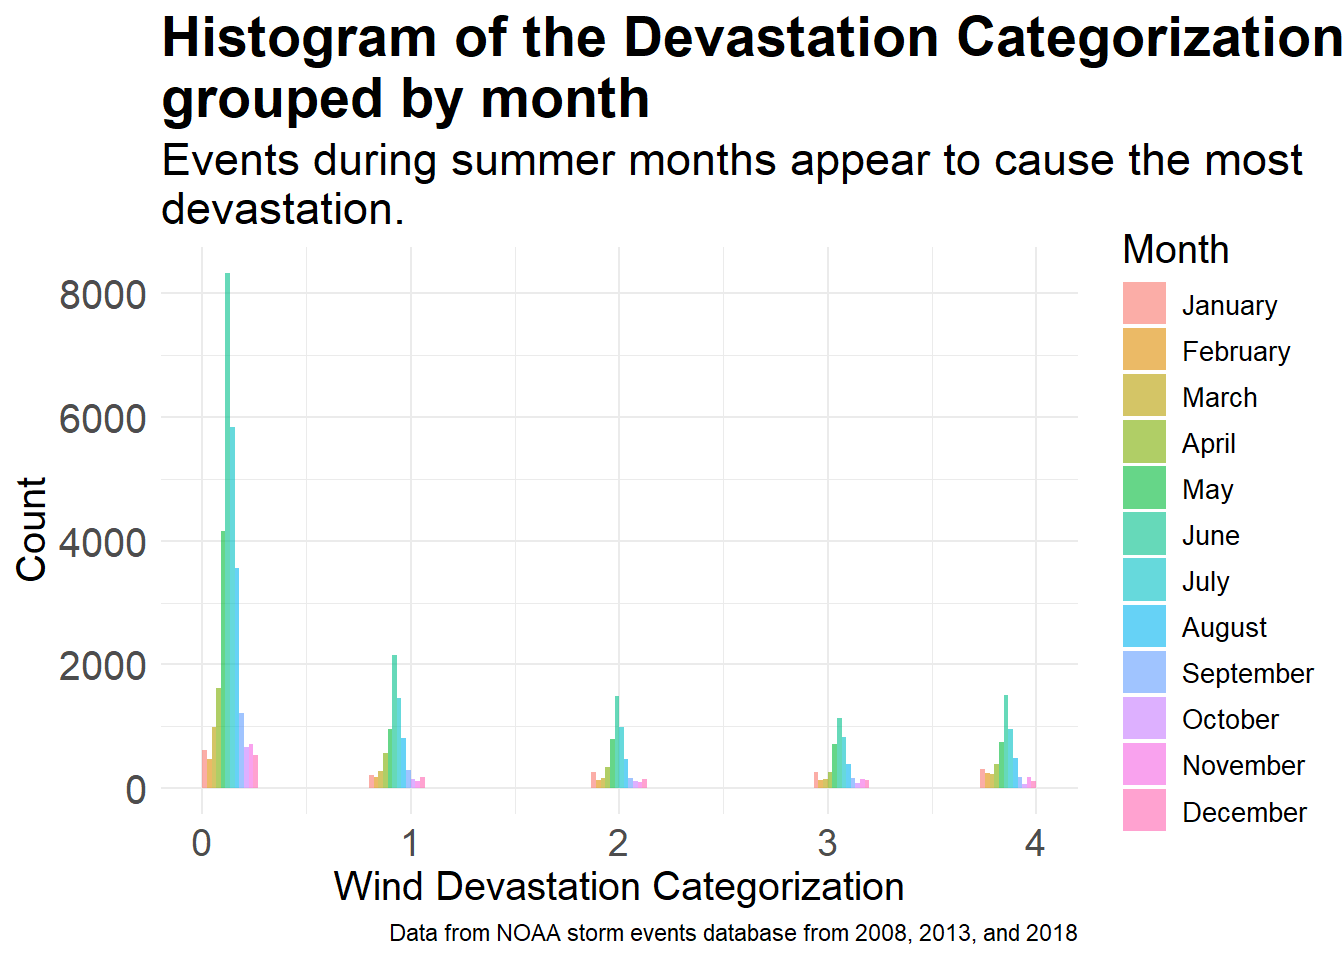 Histogram of the Devastation Categorization
grouped by month
Events during summer months appear to cause the most
devastation.
Month
January
February
March
April
May
June
July
August
September
October
November
December
Count
8000
6000
4000
2000
0
0 1 2 3 4
Wind Devastation Categorization
Data from NOAA storm events database from 2008, 2013, and 2018